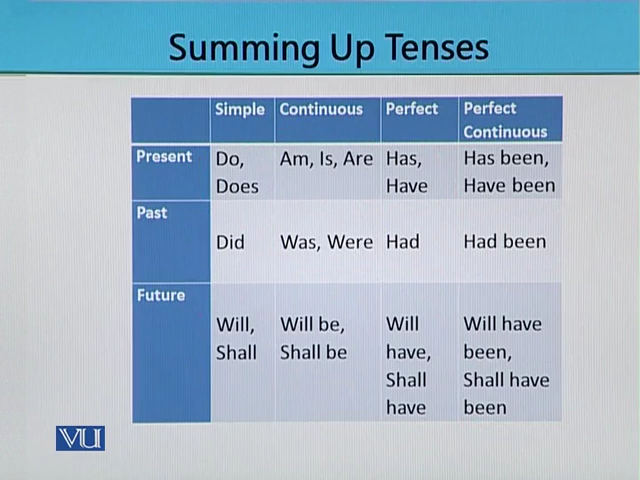 Summing Up Tenses
Simple Continuous Perfect Perfect Continuous
Present Do, Does Am, Is, Are Has, Have Has been, Have been
Past Did Was, Were Had Had been
Future Will, Shall Will be, Shall be Will have, Shall have Will have been, Shall have been
VU